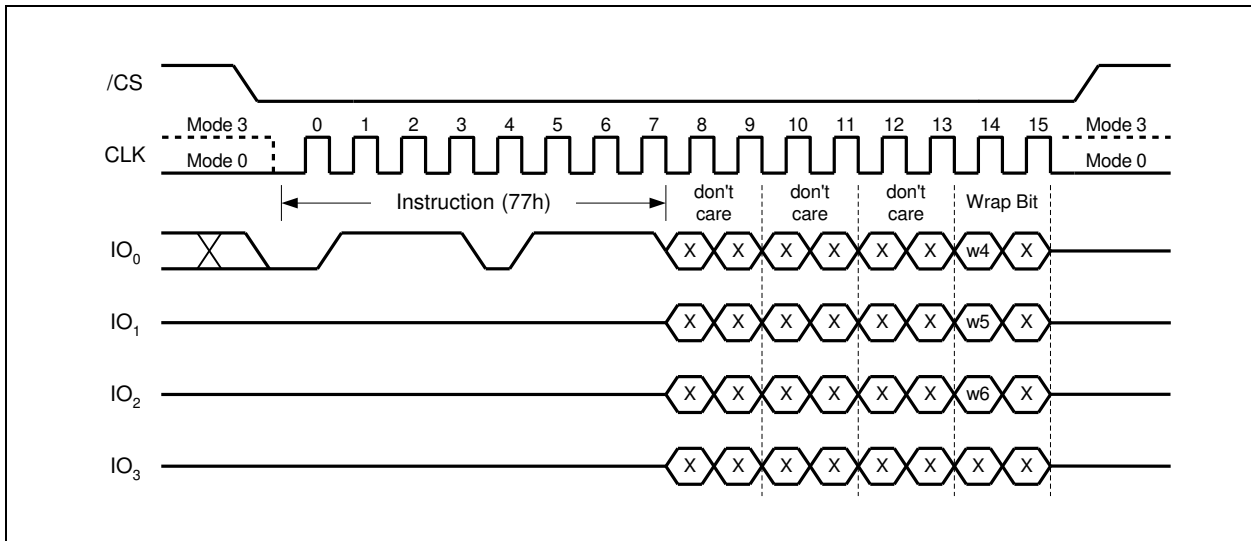 /CS
Mode 3 0 1 2 3 4 5 6 7 8 9 10 11 12 13 14 15 Mode 3
CLK
Mode 0 Mode 0
Instruction (77h) don't care don't care don't care Wrap Bit
IO0 X X X X X X w4 X
IO1 X X X X X X w5 X
IO2 X X X X X X w6 X
IO3 X X X X X X X X